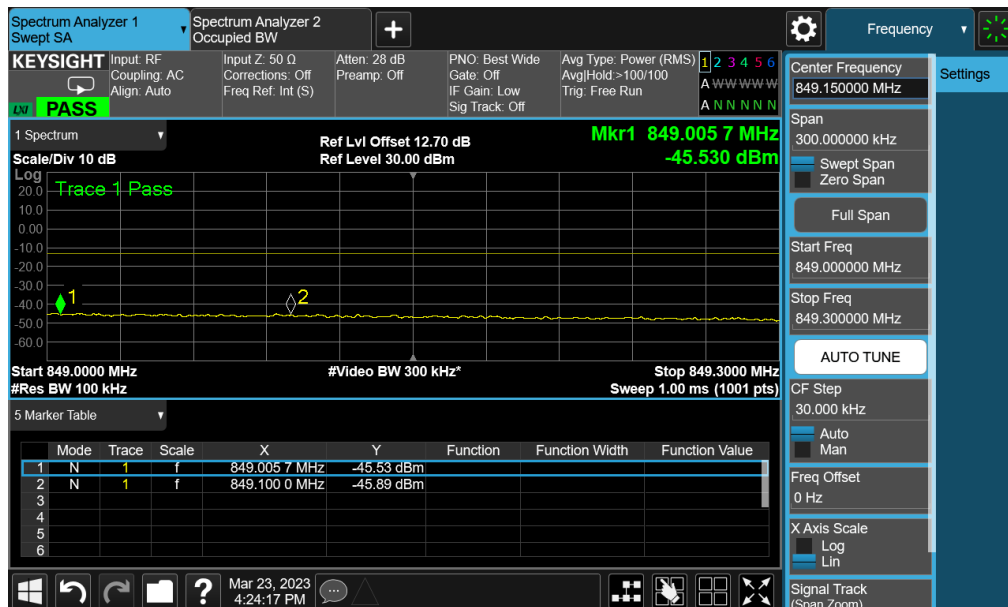 Spectrum Analyzer 1
Swept SA
Spectrum Analyzer 2
Occupied BW
Frequency
KEYSIGHT
Input: RF
Coupling: AC
Align: Auto
Input Z: 50 Ω
Corrections: Off
Freq Ref: Int (S)
Atten: 28 dB
Preamp: Off
PNO: Best Wide
Gate: Off
IF Gain: Low
Sig Track: Off
Avg Type: Power (RMS)
Avg|Hold:>100/100
Trig: Free Run
1 2 3 4 5 6
A W W W W W
A N N N N N
LXI
PASS
1 Spectrum
Scale/Div 10 dB
Ref Lvl Offset 12.70 dB
Ref Level 30.00 dBm
Mkr1 849.005 7 MHz
-45.530 dBm
Log
Trace 1 Pass
20.0
10.0
0.00
-10.0
-20.0
-30.0
-40.0
-50.0
-60.0
1
2
Start 849.0000 MHz
#Res BW 100 kHz
#Video BW 300 kHz*
Stop 849.3000 MHz
Sweep 1.00 ms (1001 pts)
5 Marker Table
Mode Trace Scale X Y Function Function Width Function Value
1 N 1 f 849.005 7 MHz -45.53 dBm
2 N 1 f 849.100 0 MHz -45.89 dBm
3
4
5
6
Mar 23, 2023
4:24:17 PM
Center Frequency
849.150000 MHz
Settings
Span
300.000000 kHz
Swept Span
Zero Span
Full Span
Start Freq
849.000000 MHz
Stop Freq
849.300000 MHz
AUTO TUNE
CF Step
30.000 kHz
Auto
Man
Freq Offset
0 Hz
X Axis Scale
Log
Lin
Signal Track
(Span Zoom)